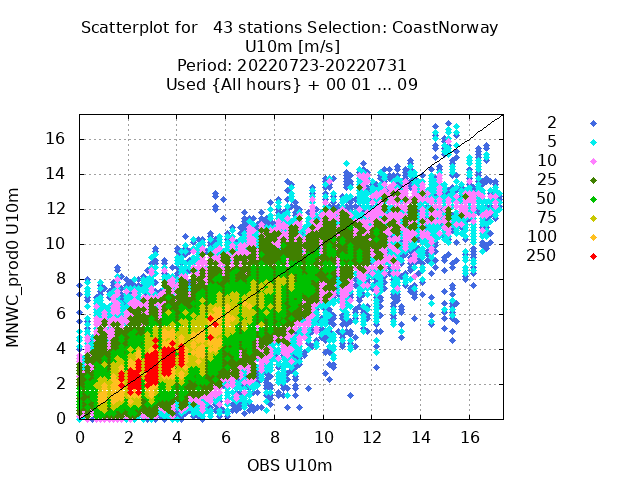 Scatterplot for 43 stations Selection: CoastNorway
U10m [m/s]
Period: 20220723-20220731
Used {All hours} + 00 01 ... 09
2
5
10
25
50
75
100
250
MNWC_prod0 U10m
16
14
12
10
8
6
4
2
0
0 2 4 6 8 10 12 14 16
OBS U10m